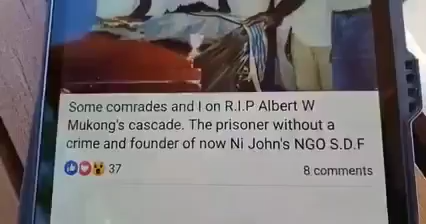 Some comrades and I on R.I.P Albert W
Mukong's cascade. The prisoner without a
crime and founder of now Ni John's NGO S.D.F
37
8 comments